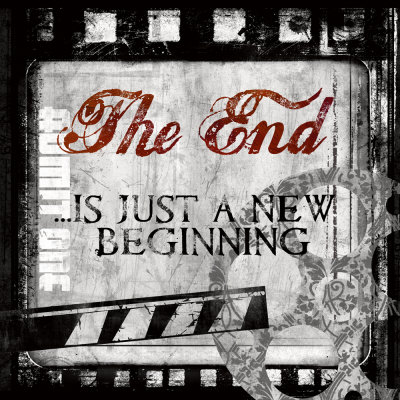 The End
...IS JUST A NEW
BEGINNING
ADMIT ONE